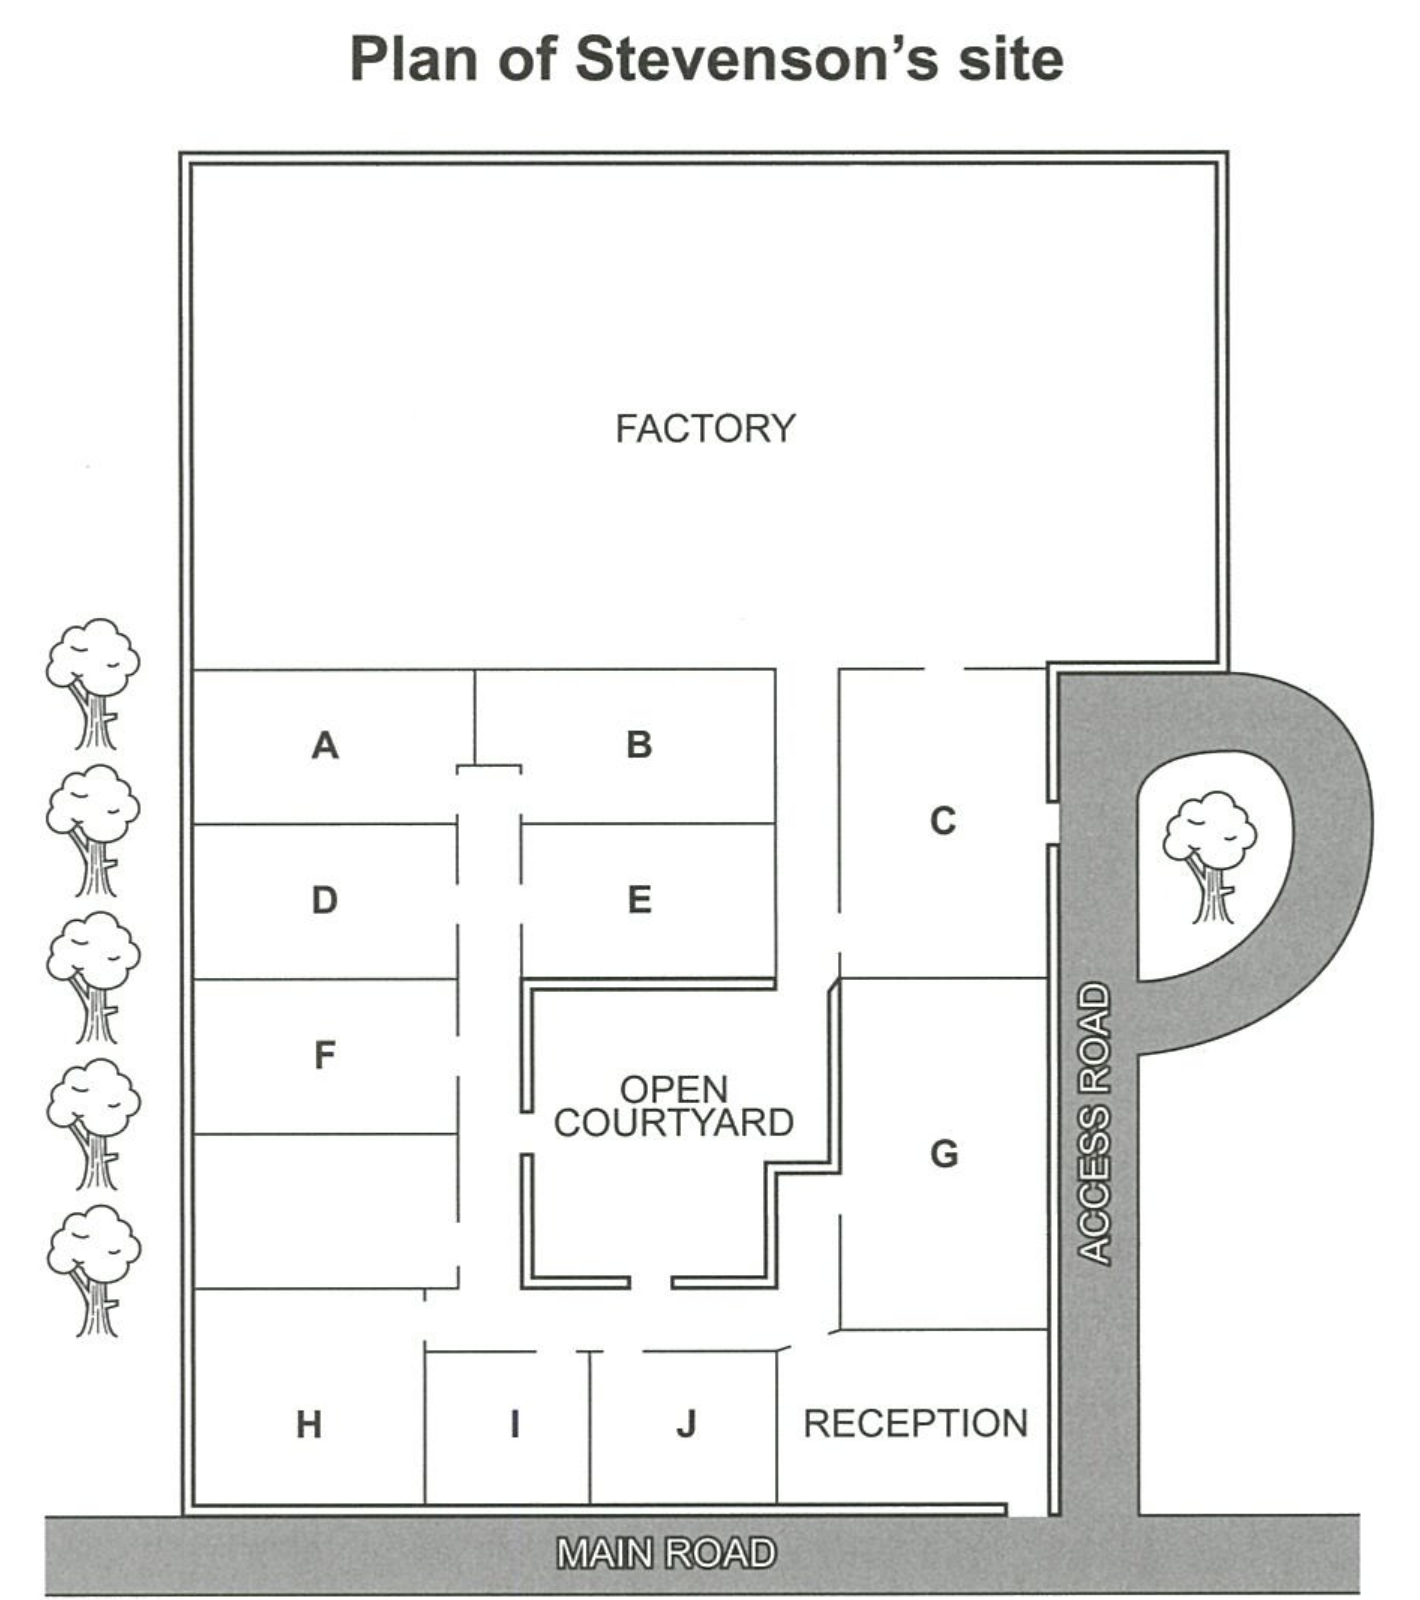 Plan of Stevenson's site
FACTORY
A
B
C
D
E
F
OPEN
COURTYARD
G
ACCESS ROAD
H
I
J
RECEPTION
MAIN ROAD